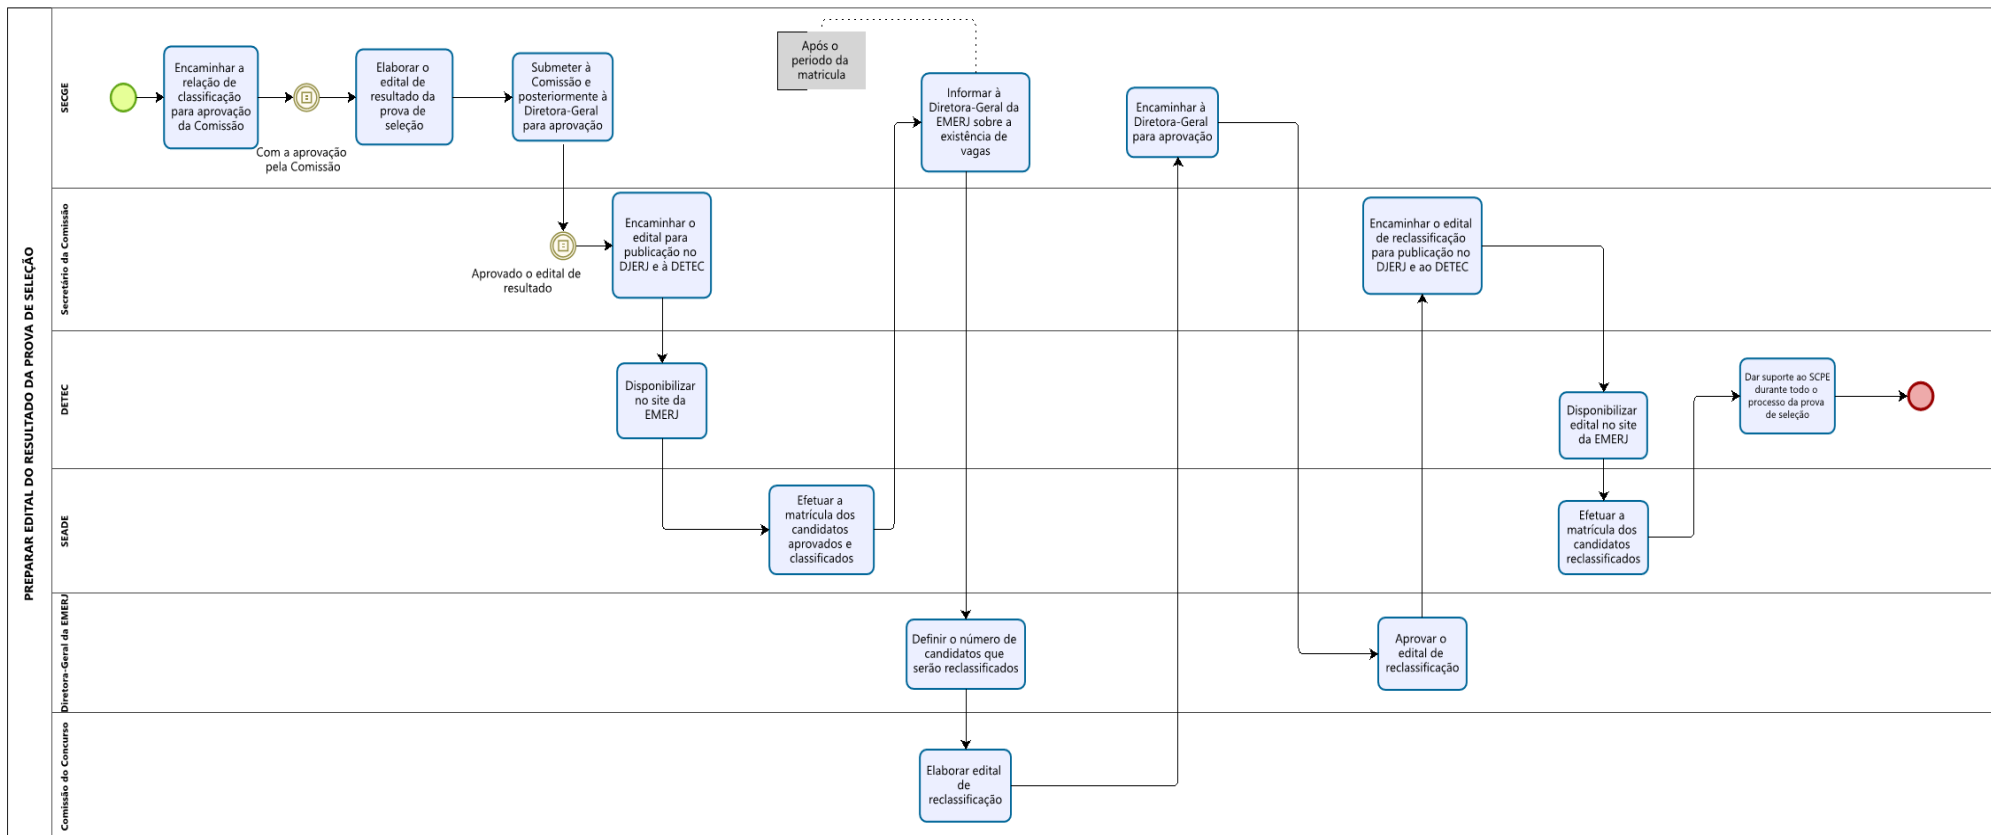 PREPARAR EDITAL DO RESULTADO DA PROVA DE SELEÇÃO
SECGE
Encaminhar a
relação de
classificação
para aprovação
da Comissão
Com a aprovação
pela Comissão
Elaborar o
edital de
resultado da
prova de
seleção
Submeter à
Comissão e
posteriormente à
Diretora-Geral
para aprovação
Após o
periodo da
matricula
Informar à
Diretora-Geral da
EMERJ sobre a
existência de
vagas
Encaminhar à
Diretora-Geral
para aprovação
Secretário da Comissão
Aprovado o edital de
resultado
Encaminhar o
edital para
publicação no
DJERJ e à DETEC
Encaminhar o edital
de reclassificação
para publicação no
DJERJ e ao DETEC
DETEC
Disponibilizar
no site da
EMERJ
Disponibilizar
edital no site
da EMERJ
Dar suporte ao SCPE
durante todo o
processo da prova
de seleção
SEADE
Efetuar a
matrícula dos
candidatos
aprovados e
classificados
Efetuar a
matrícula dos
candidatos
reclassificados
Diretora-Geral da EMERJ
Definir o número de
candidatos que
serão reclassificados
Aprovar o
edital de
reclassificação
Comissão do Concurso
Elaborar edital
de
reclassificação